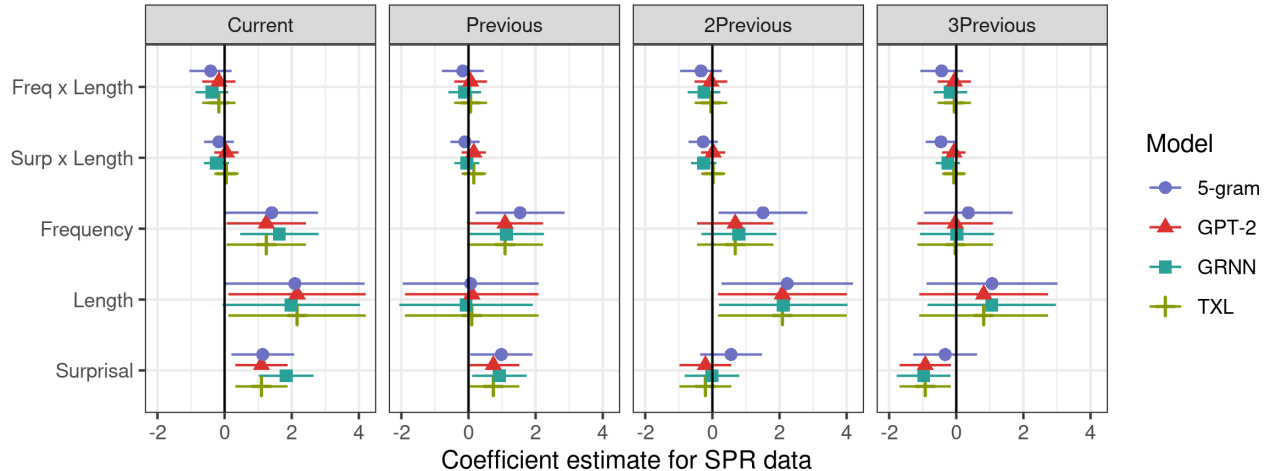 Current Previous 2Previous 3Previous
Freq x Length
Surp x Length
Frequency
Length
Surprisal
-2 0 2 4 -2 0 2 4 -2 0 2 4 -2 0 2 4
Coefficient estimate for SPR data
Model
5-gram
GPT-2
GRNN
TXL